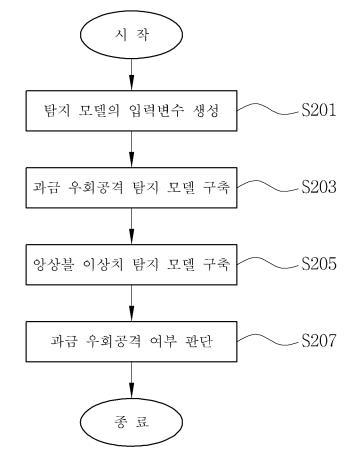 시 작
탐지 모델의 입력변수 생성
S201
과금 우회공격 탐지 모델 구축
S203
앙상블 이상치 탐지 모델 구축
S205
과금 우회공격 여부 판단
S207
종 료